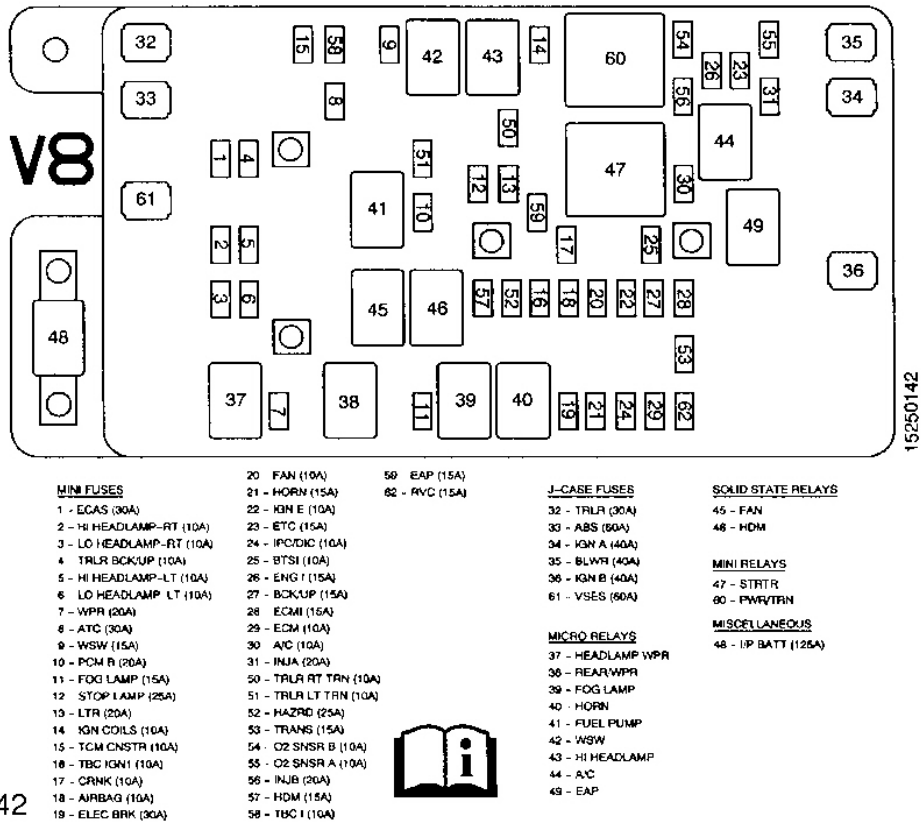 32
15
58
9
42
43
14
60
54
55
35
26
23
33
8
56
31
34
V8
50
44
1
4
51
47
12
13
30
61
41
10
59
49
2
5
17
25
36
3
6
45
46
57
52
16
18
20
22
27
28
48
53
37
7
38
11
39
40
19
21
24
29
62
15250142
MINI FUSES
1 - ECAS (30A)
2 - HI HEADLAMP-RT (10A)
3 - LO HEADLAMP-RT (10A)
4 TRLR BCK/UP (10A)
5 - HI HEADLAMP-LT (10A)
6 LO HEADLAMP LT (10A)
7 - WPR (20A)
8 - ATC (30A)
9 - WSW (15A)
10 - PCM B (20A)
11 - FOG LAMP (15A)
12 STOP LAMP (25A)
13 - LTR (20A)
14 IGN COILS (10A)
15 - TCM CNSTR (10A)
16 - TBC IGN1 (10A)
17 - CRNK (10A)
18 - AIRBAG (10A)
19 - ELEC BRK (30A)
20 FAN (10A)
21 - HORN (15A)
22 - IGN E (10A)
23 - ETC (15A)
24 - IPC/DIC (10A)
25 - BTSI (10A)
26 - ENG I (15A)
27 - BCK/UP (15A)
28 ECMI (15A)
29 - ECM (10A)
30 A/C (10A)
31 - INJA (20A)
50 - TRLR RT TRN (10A)
51 - TRLR LT TRN (10A)
52 - HAZRD (25A)
53 - TRANS (15A)
54 - O2 SNSR B (10A)
55 - O2 SNSR A (10A)
56 - INJB (20A)
57 - HDM (15A)
58 - TBC I (10A)
59 EAP (15A)
62 - RVC (15A)
J-CASE FUSES
32 - TRLR (30A)
33 - ABS (60A)
34 - IGN A (40A)
35 - BLWR (40A)
36 - IGN B (40A)
61 - VSES (60A)
MICRO RELAYS
37 - HEADLAMP WPR
38 - REAR/WPR
39 - FOG LAMP
40 - HORN
41 - FUEL PUMP
42 - WSW
43 - HI HEADLAMP
44 - A/C
49 - EAP
SOLID STATE RELAYS
45 - FAN
46 - HDM
MINI RELAYS
47 - STRTR
60 - PWR/TRN
MISCELLANEOUS
48 - I/P BATT (125A)
i
42